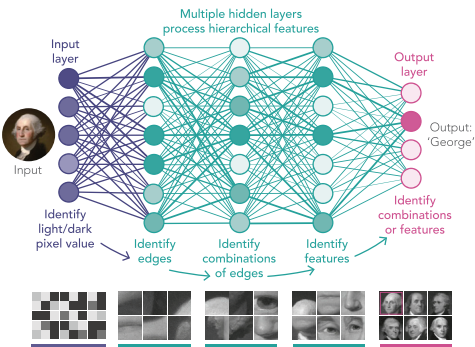 Multiple hidden layers
process hierarchical features
Input
layer
Output
layer
Input
Output:
‘George’
Identify
light/dark
pixel value
Identify
edges
Identify
combinations
of edges
Identify
features
Identify
combinations
or features